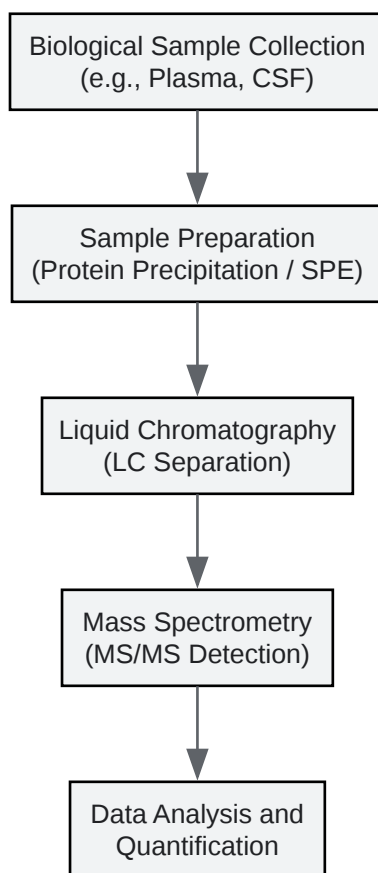 Biological Sample Collection
(e.g., Plasma, CSF)
Sample Preparation
(Protein Precipitation / SPE)
Liquid Chromatography
(LC Separation)
Mass Spectrometry
(MS/MS Detection)
Data Analysis and
Quantification